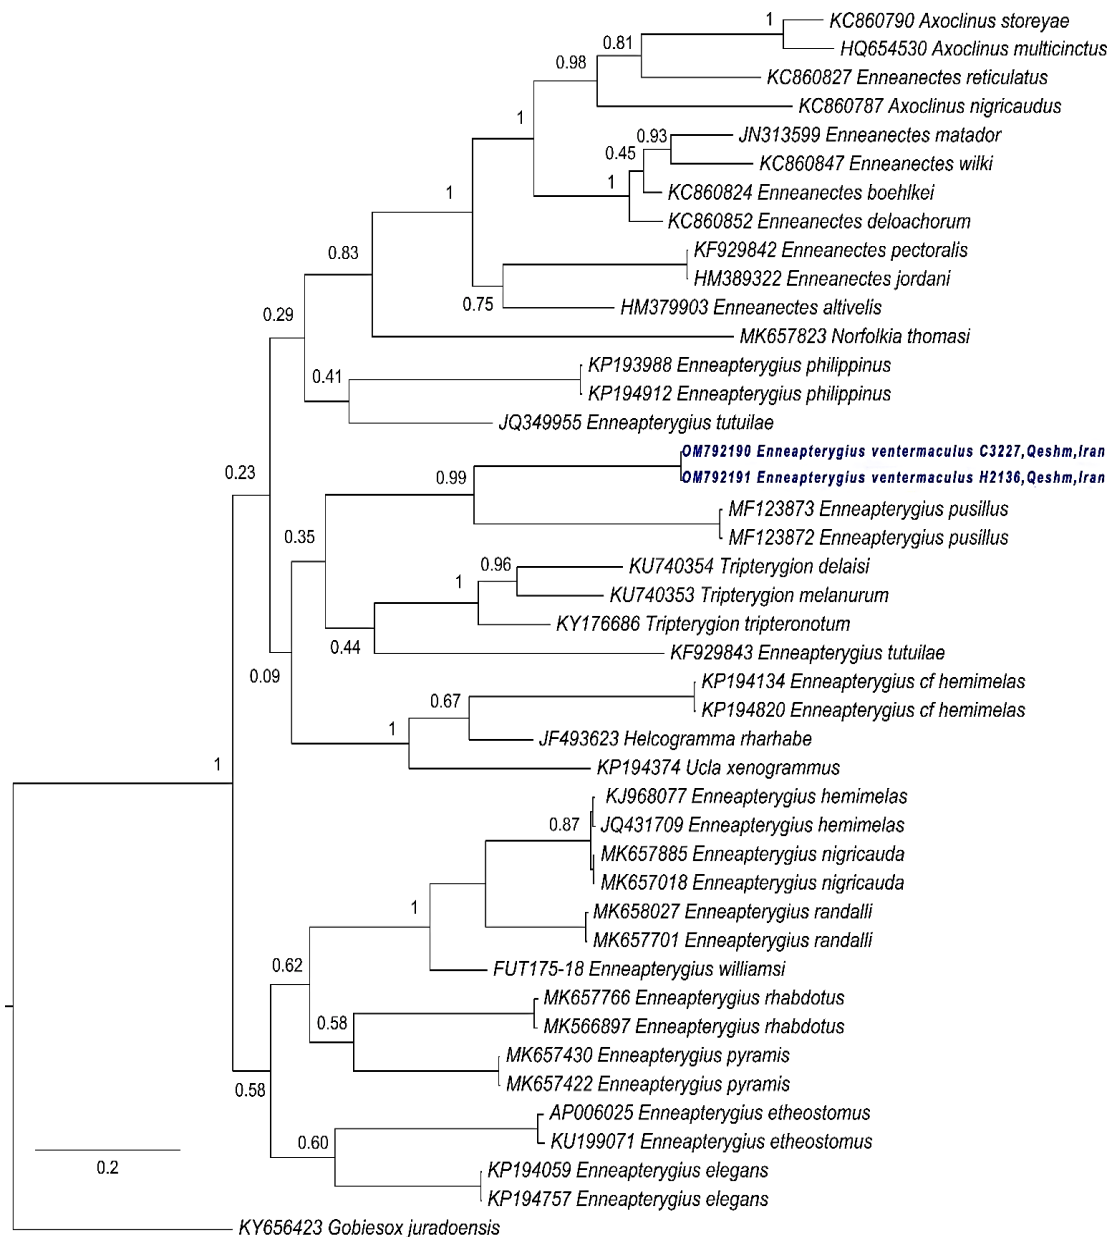 1
KC860790 Axoclinus storeyae
0.81
HQ654530 Axoclinus multicinctus
0.98
KC860827 Enneanectes reticulatus
KC860787 Axoclinus nigricaudus
1
0.93
JN313599 Enneanectes matador
0.45
KC860847 Enneanectes wilki
1
1
KC860824 Enneanectes boehlkei
KC860852 Enneanectes deloachorum
0.83
KF929842 Enneanectes pectoralis
HM389322 Enneanectes jordani
0.75
HM379903 Enneanectes altivelis
0.29
MK657823 Norfolkia thomasi
KP193988 Enneapterygius philippinus
0.41
KP194912 Enneapterygius philippinus
JQ349955 Enneapterygius tutuilae
OM792190 Enneapterygius ventermaculus C3227,Qeshm,Iran
0.23
0.99
OM792191 Enneapterygius ventermaculus H2136,Qeshm,Iran
MF123873 Enneapterygius pusillus
0.35
MF123872 Enneapterygius pusillus
0.96
KU740354 Tripterygion delaisi
1
KU740353 Tripterygion melanurum
KY176686 Tripterygion tripteronotum
0.44
KF929843 Enneapterygius tutuilae
0.09
KP194134 Enneapterygius cf hemimelas
0.67
KP194820 Enneapterygius cf hemimelas
1
JF493623 Helcogramma rharhabe
1
KP194374 Ucla xenogrammus
KJ968077 Enneapterygius hemimelas
0.87
JQ431709 Enneapterygius hemimelas
MK657885 Enneapterygius nigricauda
MK657018 Enneapterygius nigricauda
1
MK658027 Enneapterygius randalli
MK657701 Enneapterygius randalli
0.62
FUT175-18 Enneapterygius williamsi
MK657766 Enneapterygius rhabdotus
0.58
MK566897 Enneapterygius rhabdotus
MK657430 Enneapterygius pyramis
0.58
MK657422 Enneapterygius pyramis
AP006025 Enneapterygius etheostomus
0.60
KU199071 Enneapterygius etheostomus
0.2
KP194059 Enneapterygius elegans
KP194757 Enneapterygius elegans
KY656423 Gobiesox juradoensis